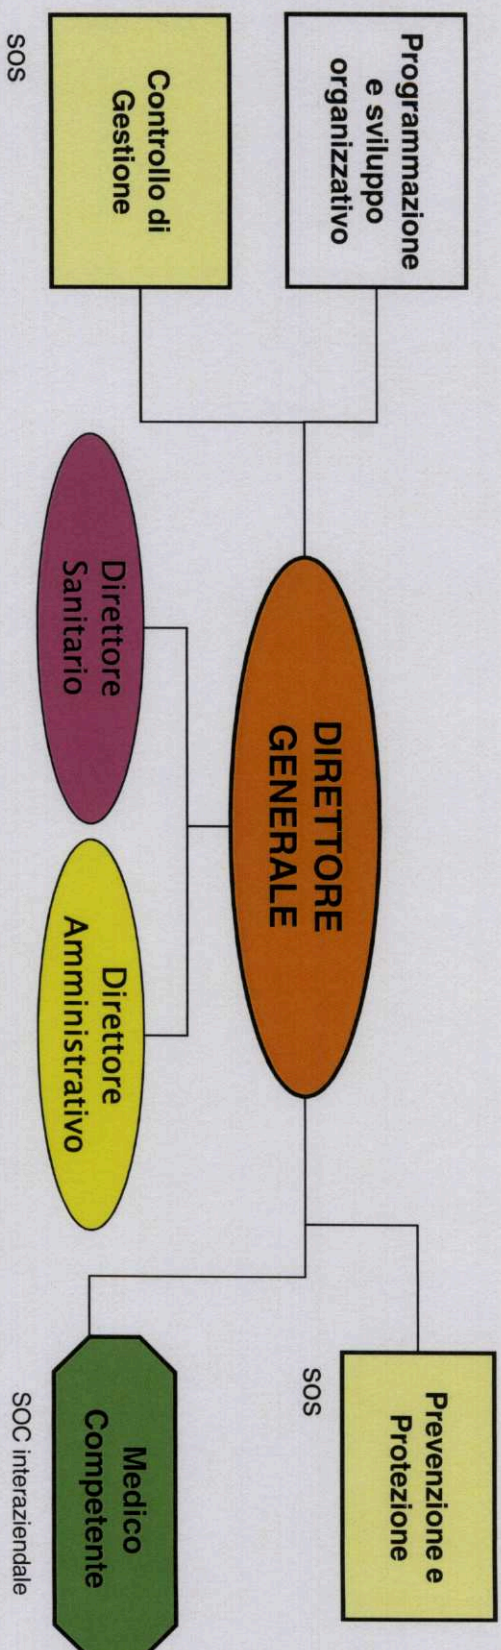 Programmazione
e sviluppo
organizzativo
Controllo di
Gestione
SOS
DIRETTORE
GENERALE
Direttore
Sanitario
Direttore
Amministrativo
Prevenzione e
Protezione
SOS
Medico
Competente
SOC interaziendale